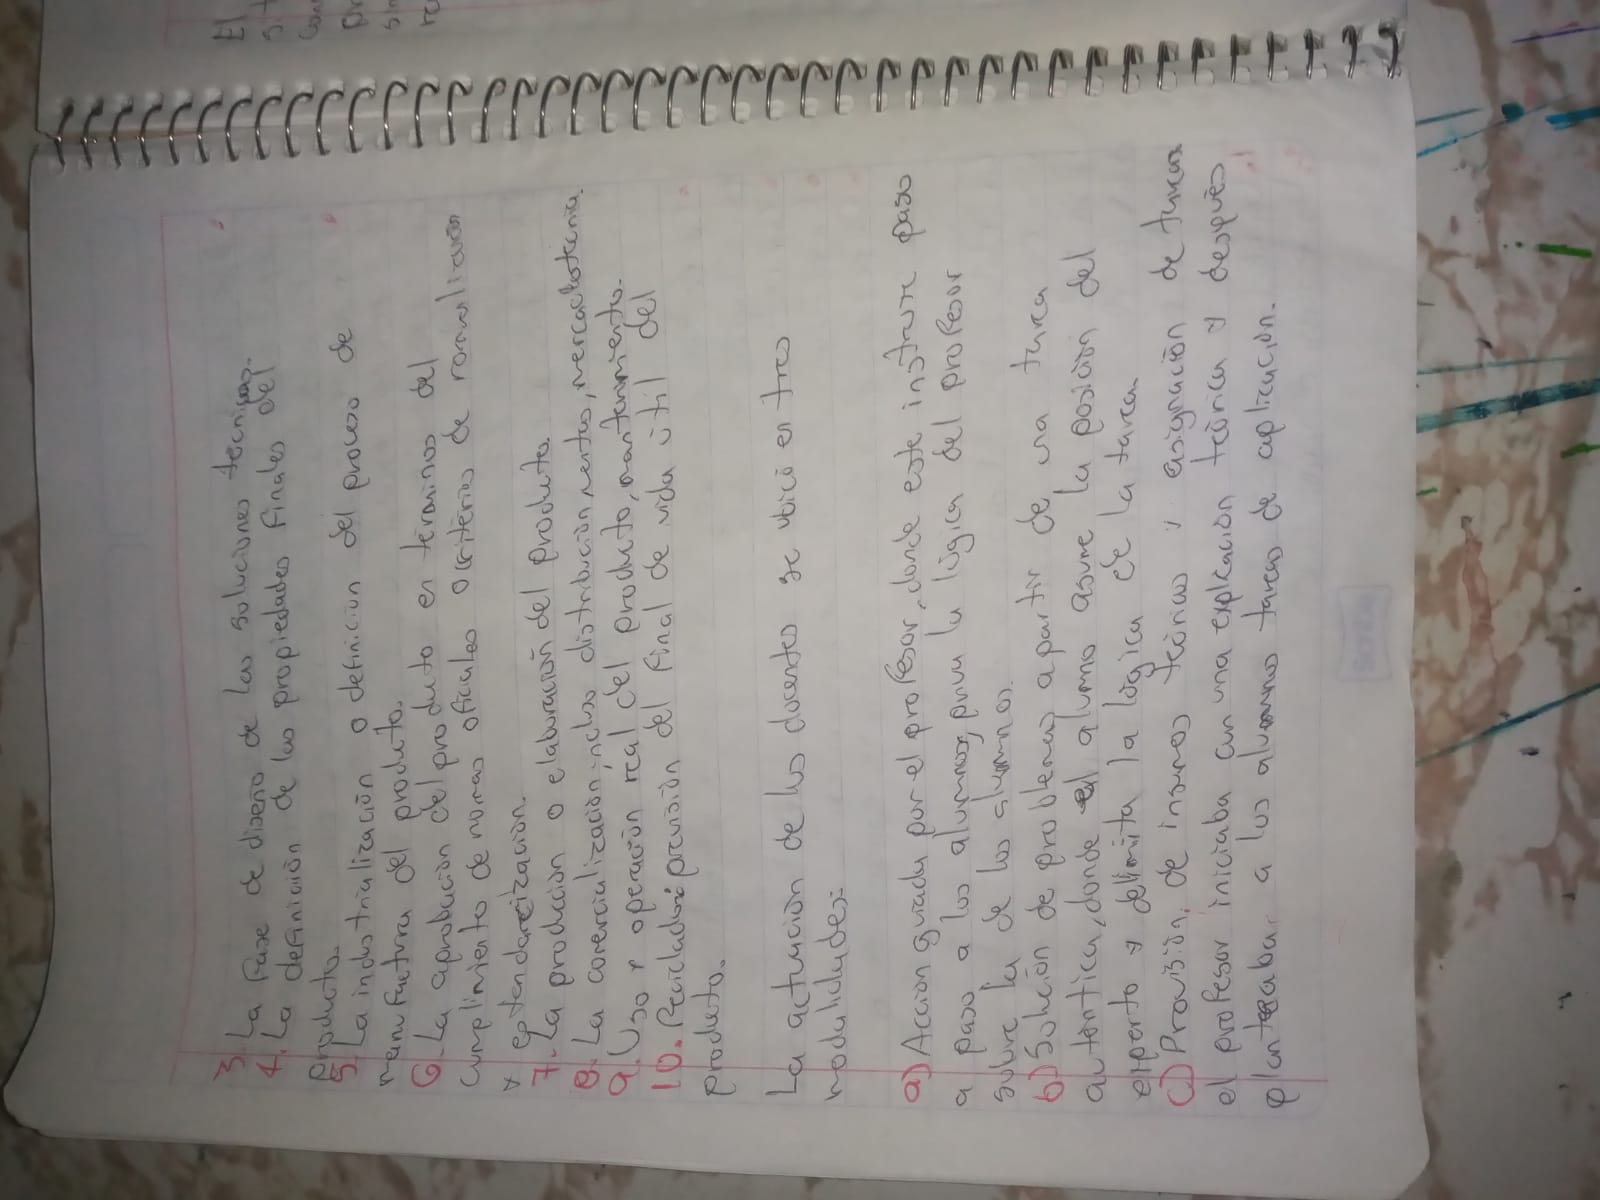 3. La fase de diseño de las soluciones técnicas.
4. La definición de las propiedades finales del
producto.
5. La industrialización o definición del proceso de
manufactura del producto.
6. La aprobación del producto en términos del
cumplimiento de normas oficiales o criterios de normalización
y estandarización.
7. La producción o elaboración del producto.
8. La comercialización: incluso distribución, ventas, mercadotecnia.
9. Uso y operación real del producto, mantenimiento.
10. Reciclado: previsión del final de vida útil del
producto.
La actuación de los docentes se ubicó en tres
modalidades:
a) Acción guiada por el profesor, donde este instruye paso
a paso a los alumnos, prima la lógica del profesor
sobre la de los alumnos.
b) Solución de problemas a partir de una tarea
auténtica, donde el alumno asume la posición del
experto y delimita la lógica de la tarea.
c) Provisión de insumos teóricos y asignación de tareas
el profesor iniciaba con una explicación teórica y después
planteaba a los alumnos tareas de aplicación.